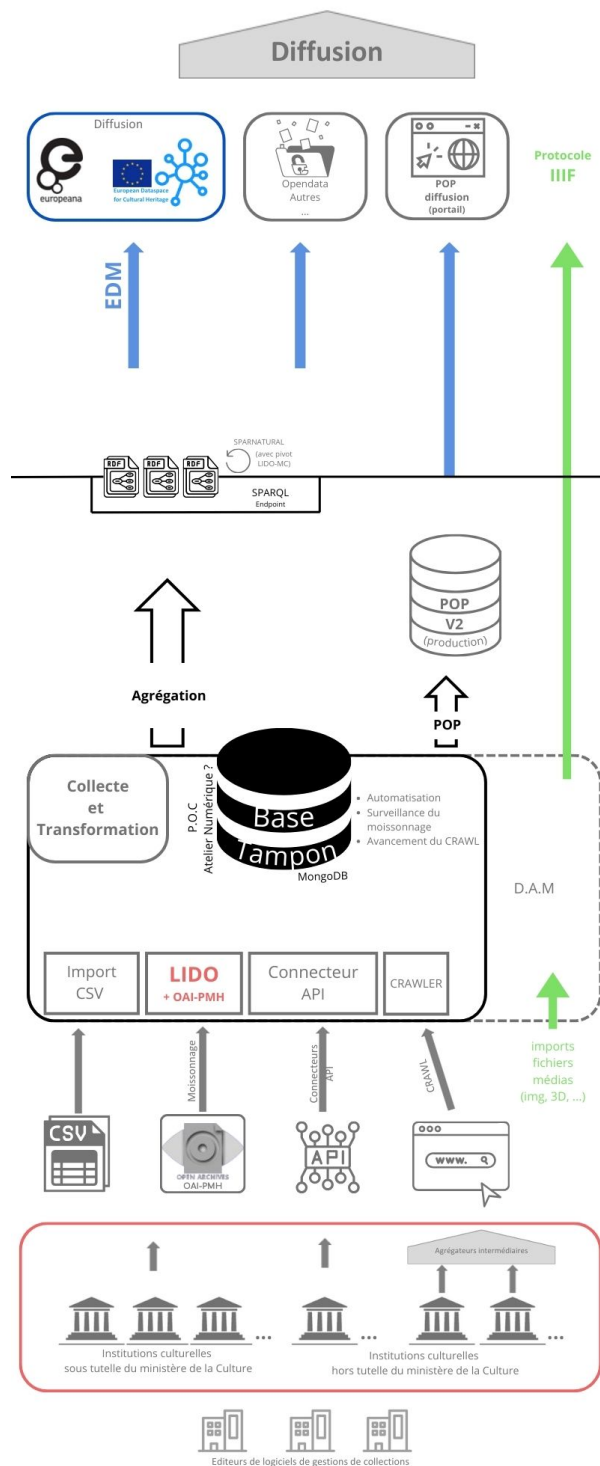 Diffusion
Diffusion
europeana
European Dataspace
for Cultural Heritage
Opendata
Autres
...
POP
diffusion
(portail)
Protocole
IIIF
EDM
RDF
RDF
RDF
SPARNATURAL
(avec pivot
LIDO-MC)
SPARQL
Endpoint
POP
V2
(production)
Agrégation
POP
Collecte
et
Transformation
P.O.C
Atelier Numérique ?
Base
Tampon
MongoDB
• Automatisation
• Surveillance du
moissonnage
• Avancement du CRAWL
D.A.M
Import
CSV
LIDO
+ OAI-PMH
Connecteur
API
CRAWLER
Moissonnage
Connecteurs
API
CRAWL
imports
fichiers
médias
(img, 3D, ...)
CSV
OPEN ARCHIVES
OAI-PMH
API
www.
Agrégateurs intermédiaires
...
...
...
Institutions culturelles
sous tutelle du ministère de la Culture
Institutions culturelles
hors tutelle du ministère de la Culture
Editeurs de logiciels de gestions de collections